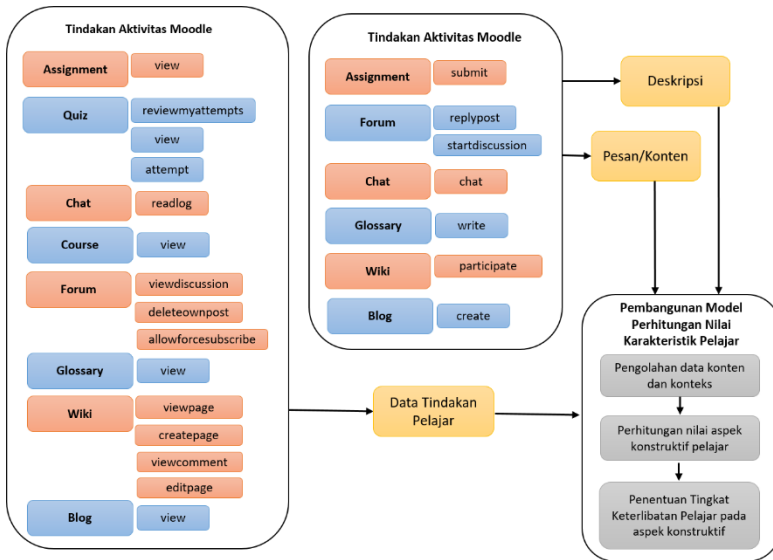 Tindakan Aktivitas Moodle
Assignment
view
Quiz
reviewmyattempts
view
attempt
Chat
readlog
Course
view
Forum
viewdiscussion
deleteownpost
allowforcesubscribe
Glossary
view
Wiki
viewpage
createpage
viewcomment
editpage
Blog
view
Tindakan Aktivitas Moodle
Assignment
submit
Forum
replypost
startdiscussion
Chat
chat
Glossary
write
Wiki
participate
Blog
create
Deskripsi
Pesan/Konten
Data Tindakan
Pelajar
Pembangunan Model
Perhitungan Nilai
Karakteristik Pelajar
Pengolahan data konten
dan konteks
Perhitungan nilai aspek
konstruktif pelajar
Penentuan Tingkat
Keterlibatan Pelajar pada
aspek konstruktif